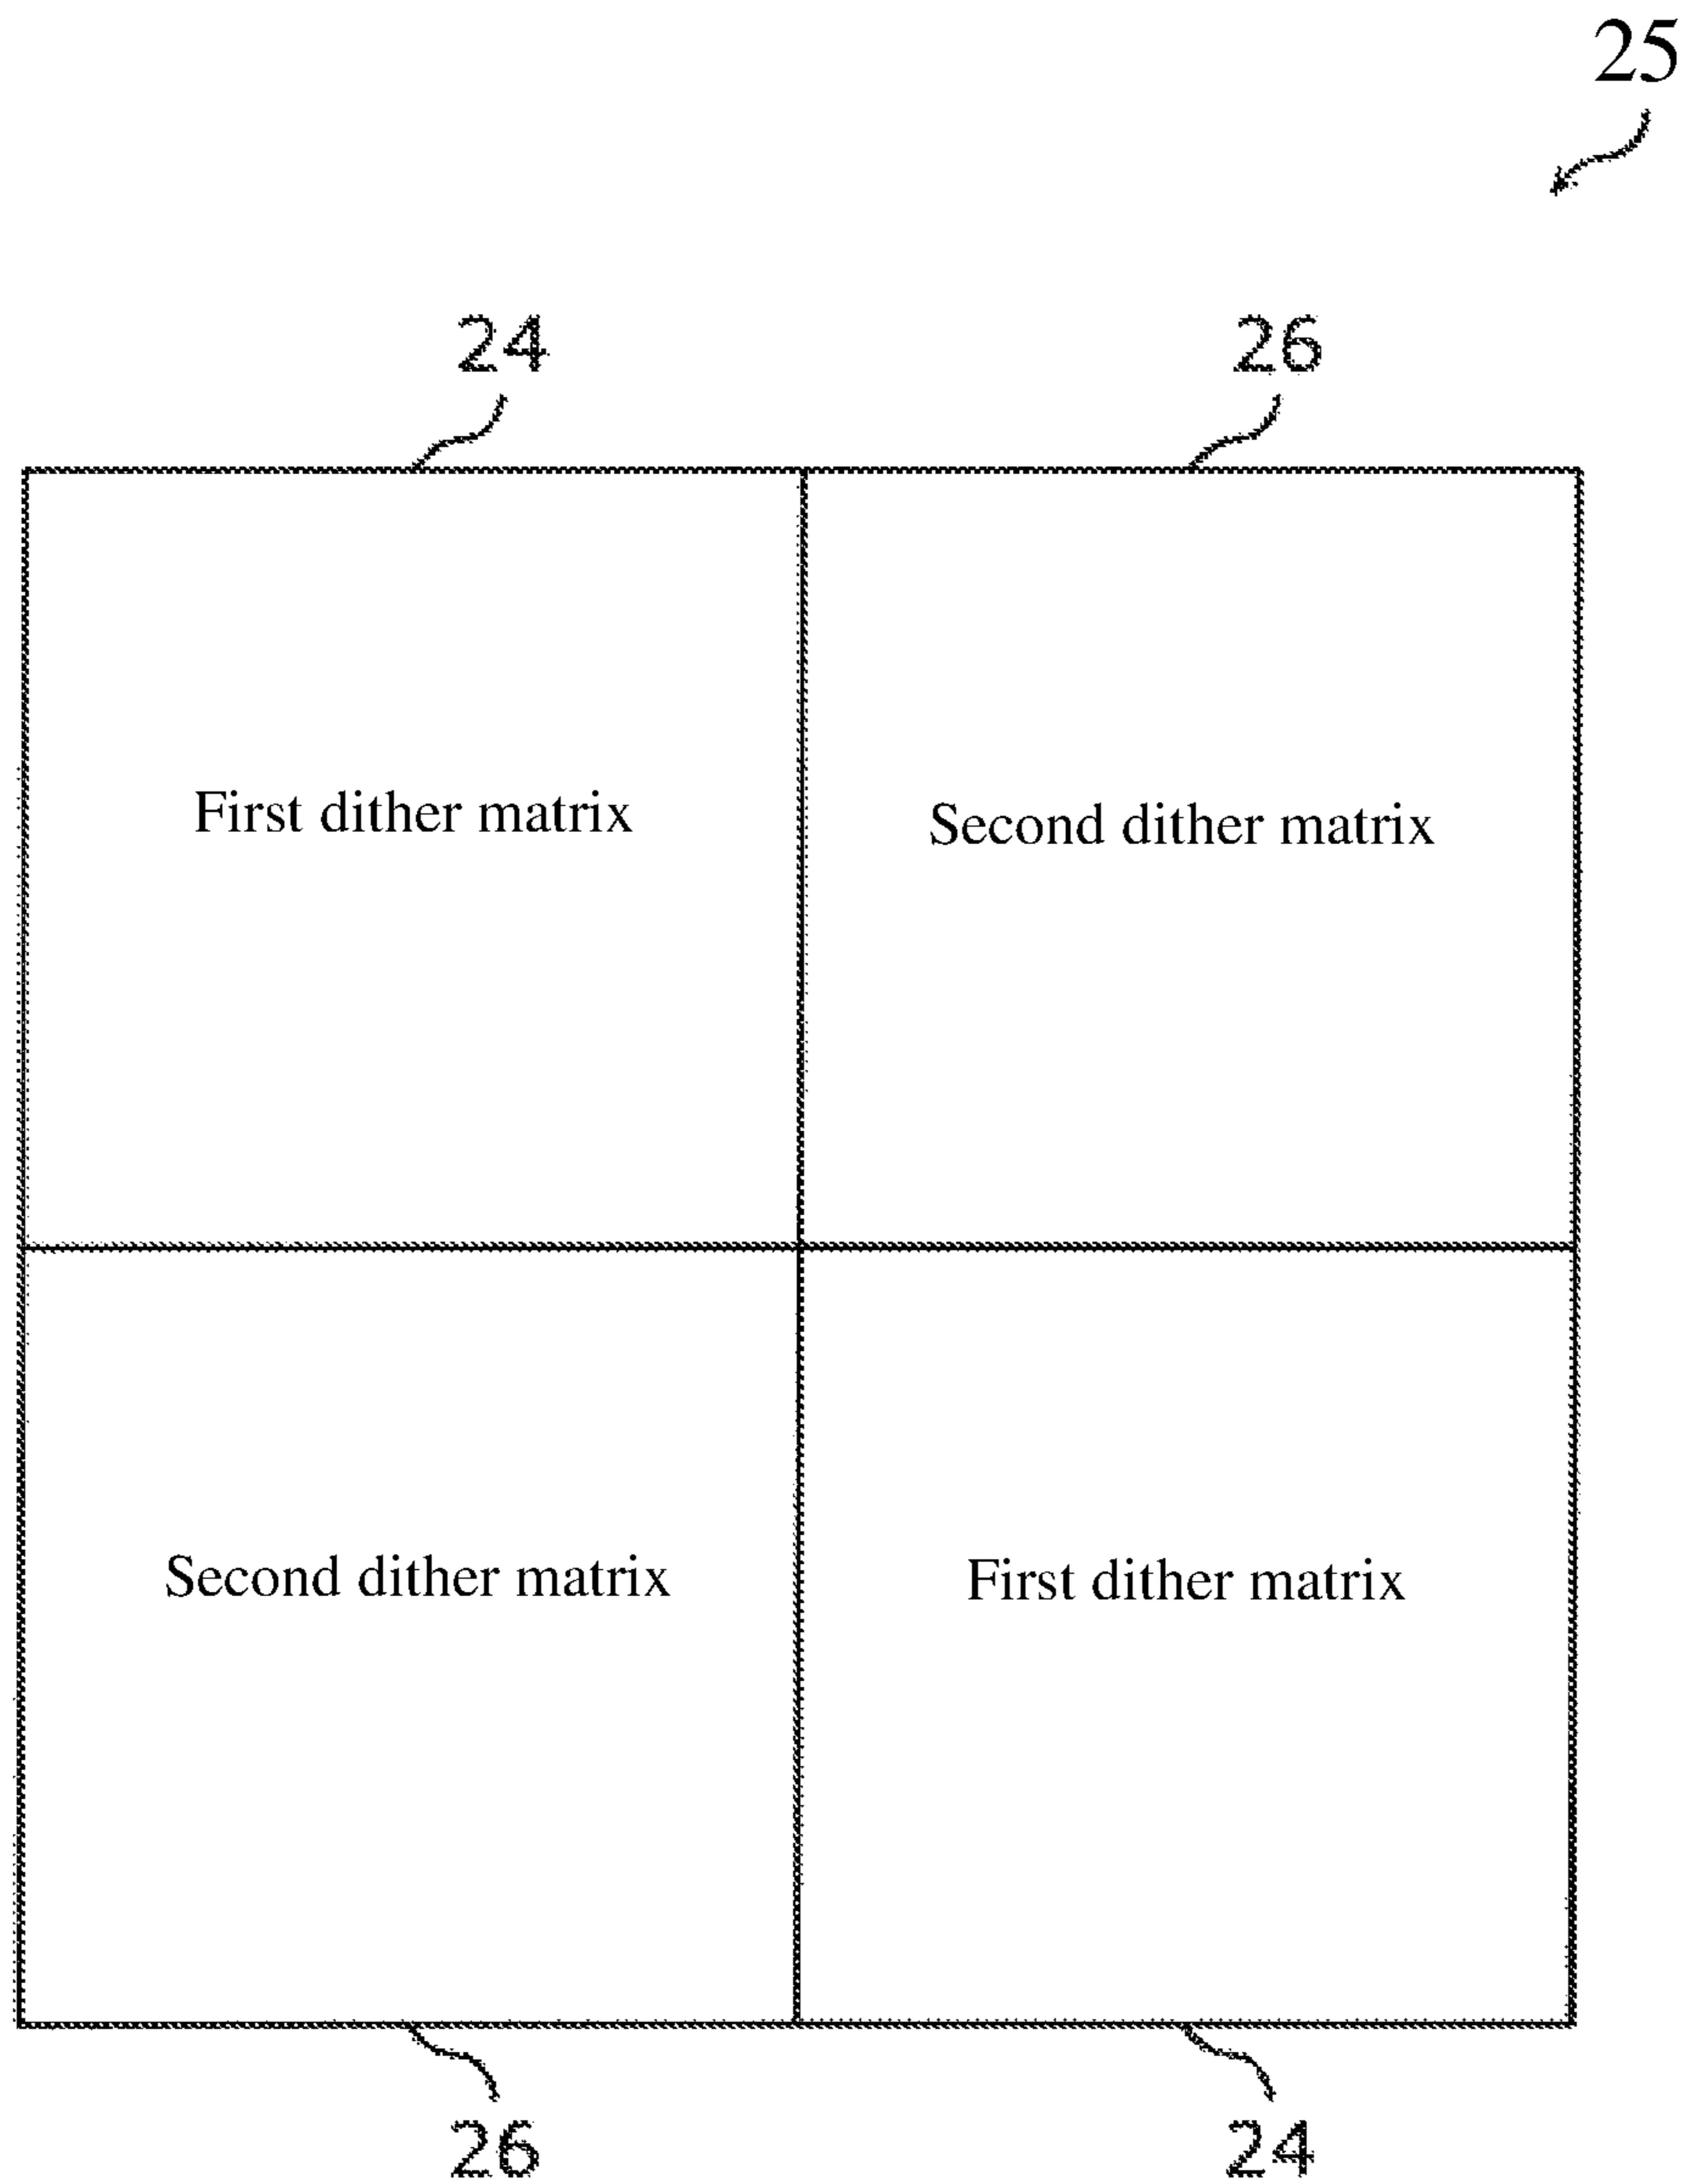 25
24
26
First dither matrix
Second dither matrix
Second dither matrix
First dither matrix
26
24